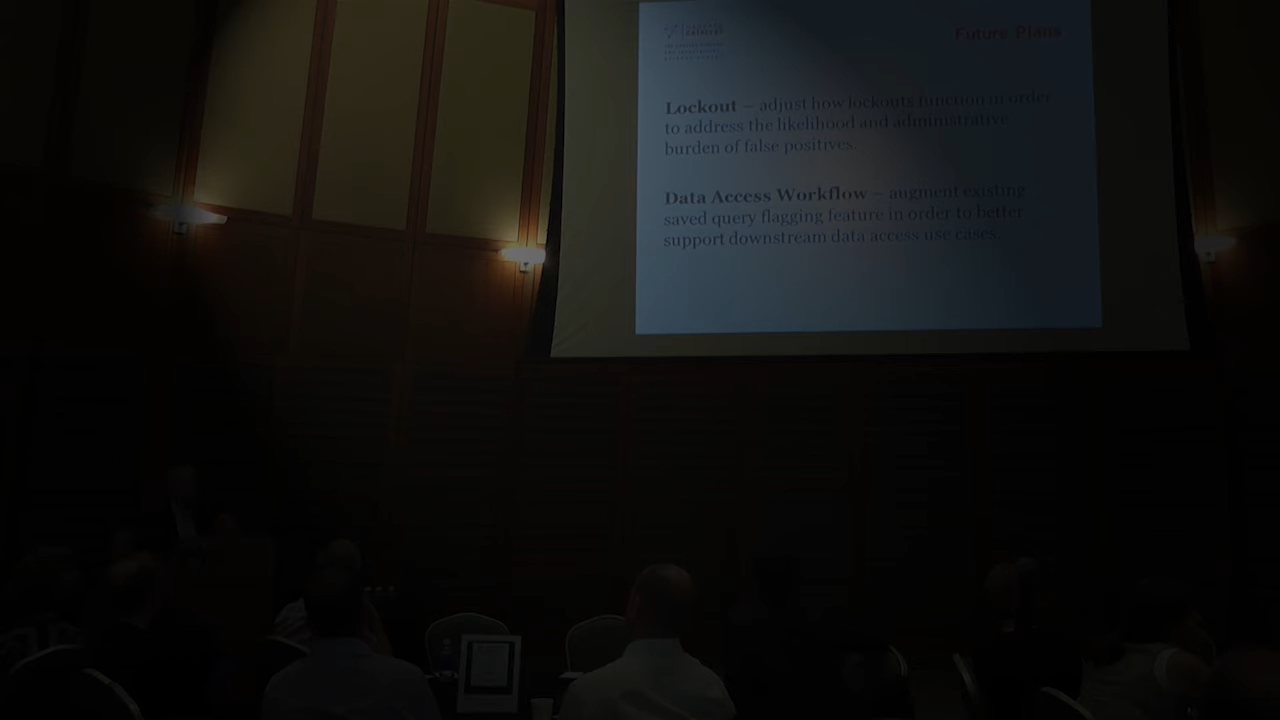 Future Plans
Lockout – adjust how lockouts function in order
to address the likelihood and administrative
burden of false positives.
Data Access Workflow – augment existing
saved query flagging feature in order to better
support downstream data access use cases.